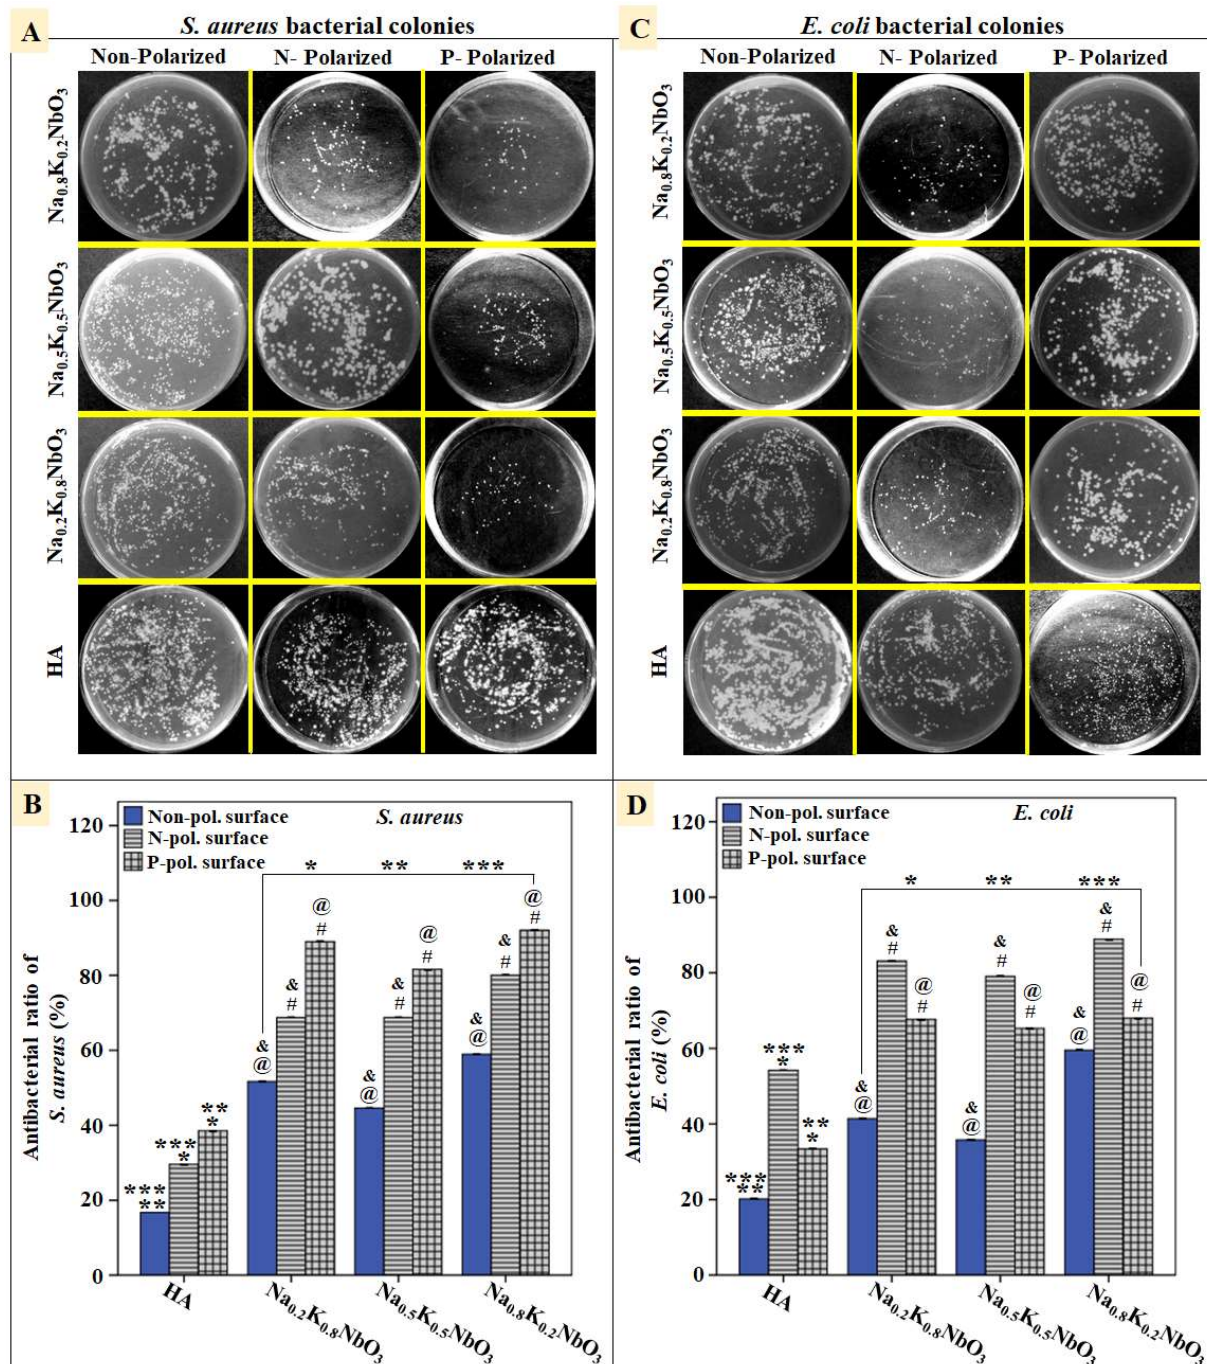 A
S. aureus bacterial colonies
Non-Polarized N- Polarized P- Polarized
Na0.8K0.2NbO3
Na0.5K0.5NbO3
Na0.2K0.8NbO3
HA
C
E. coli bacterial colonies
Non-Polarized N- Polarized P- Polarized
Na0.8K0.2NbO3
Na0.5K0.5NbO3
Na0.2K0.8NbO3
HA
B
Non-pol. surface
N-pol. surface
P-pol. surface
S. aureus
* ** ***
Antibacterial ratio of
S. aureus (%)
120
100
80
60
40
20
0
***
**
***
*
**
*
&
@
&
#
@
#
&
@
&
#
@
#
&
@
&
#
@
#
HA
Na0.2K0.8NbO3
Na0.5K0.5NbO3
Na0.8K0.2NbO3
D
Non-pol. surface
N-pol. surface
P-pol. surface
E. coli
* ** ***
Antibacterial ratio of
E. coli (%)
120
100
80
60
40
20
0
***
**
***
*
**
*
&
@
&
#
@
#
&
@
&
#
@
#
&
@
&
#
@
#
HA
Na0.2K0.8NbO3
Na0.5K0.5NbO3
Na0.8K0.2NbO3